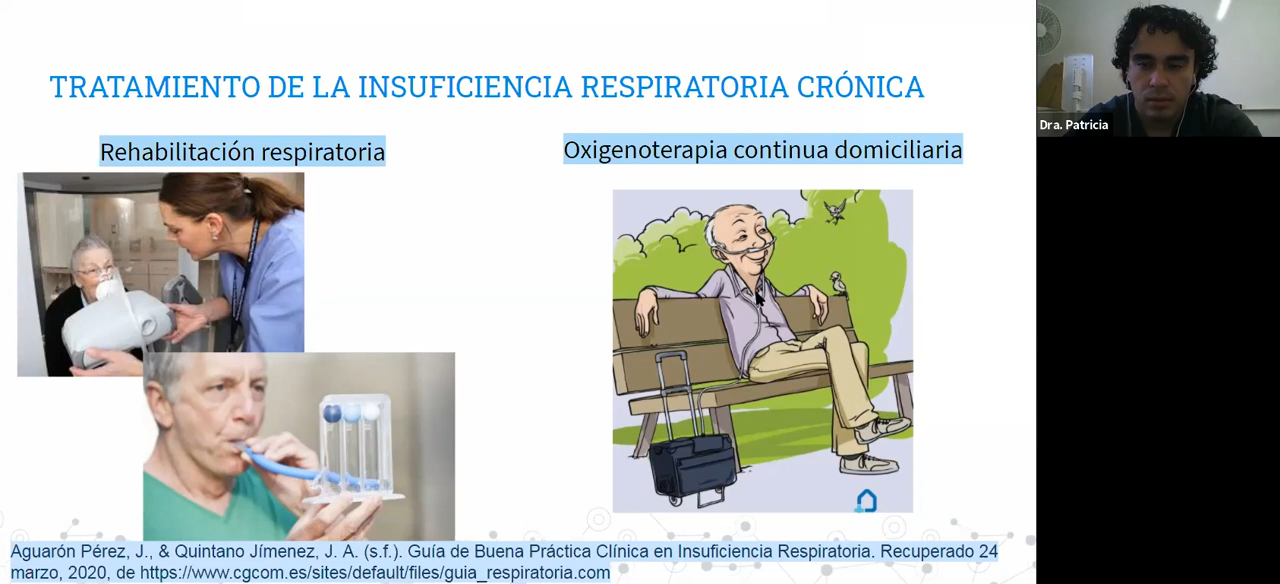 TRATAMIENTO DE LA INSUFICIENCIA RESPIRATORIA CRÓNICA
Rehabilitación respiratoria
Oxigenoterapia continua domiciliaria
Dra. Patricia
Aguarón Pérez, J., & Quintano Jímenez, J. A. (s.f.). Guía de Buena Práctica Clínica en Insuficiencia Respiratoria. Recuperado 24
marzo, 2020, de https://www.cgcom.es/sites/default/files/guia_respiratoria.com